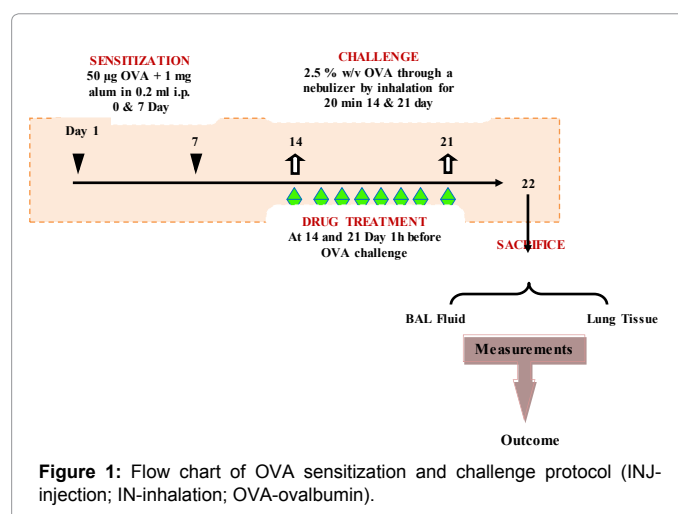 SENSITIZATION
50 µg OVA + 1 mg
alum in 0.2 ml i.p.
0 & 7 Day
CHALLENGE
2.5 % w/v OVA through a
nebulizer by inhalation for
20 min 14 & 21 day
Day 1
7
14
21
22
DRUG TREATMENT
At 14 and 21 Day 1h before
OVA challenge
SACRIFICE
BAL Fluid
Lung Tissue
Measurements
Outcome
Figure 1: Flow chart of OVA sensitization and challenge protocol (INJ-
injection; IN-inhalation; OVA-ovalbumin).